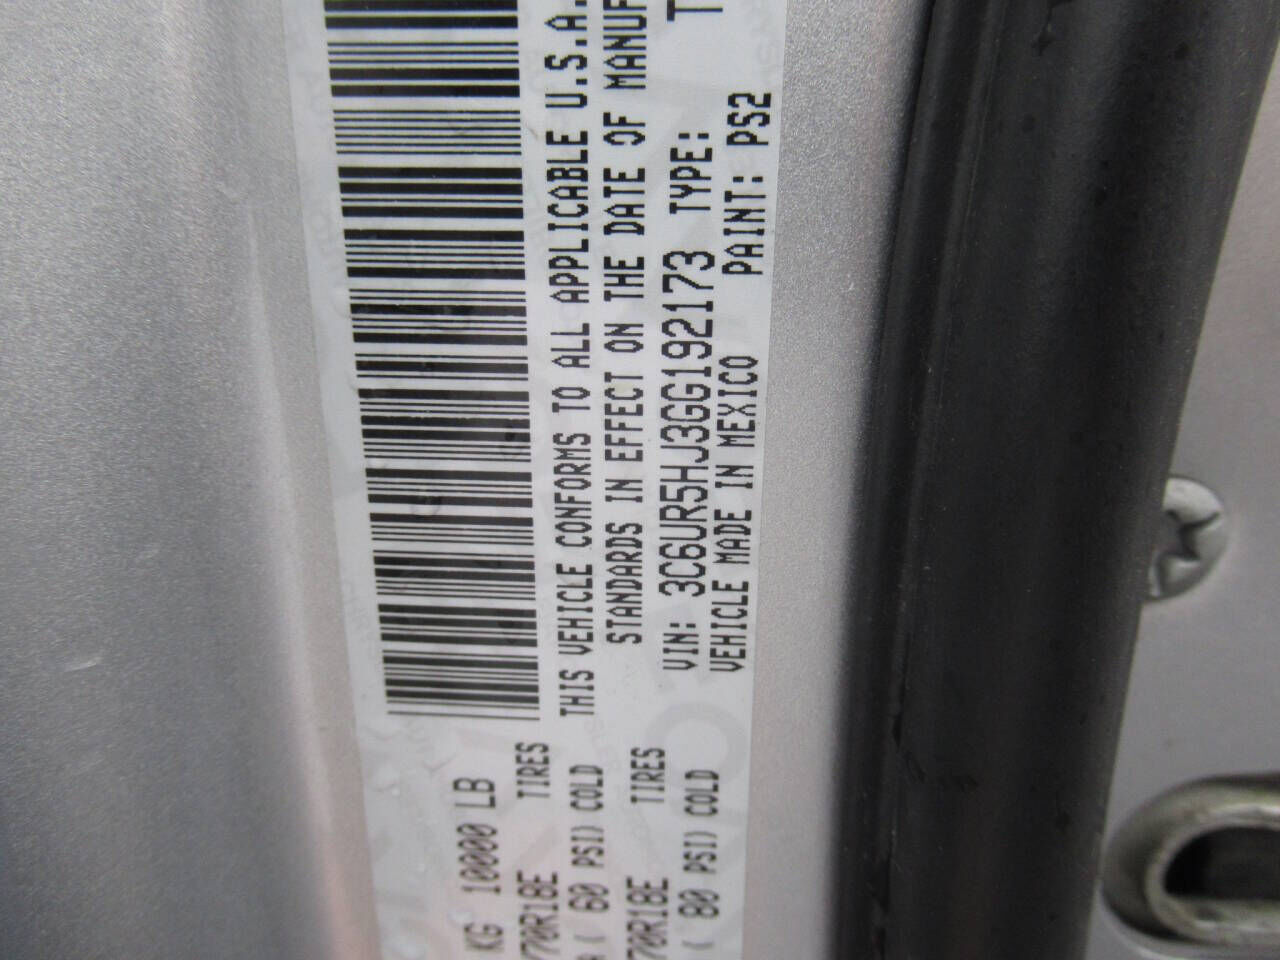 KG 10000 LB
770R18E TIRES
( 60 PSI) COLD
70R18E TIRES
( 80 PSI) COLD
THIS VEHICLE CONFORMS TO ALL APPLICABLE U.S.A.
STANDARDS IN EFFECT ON THE DATE OF MANUF
VIN: 3C6UR5HJ3GG192173 TYPE: T
VEHICLE MADE IN MEXICO PAINT: PS2